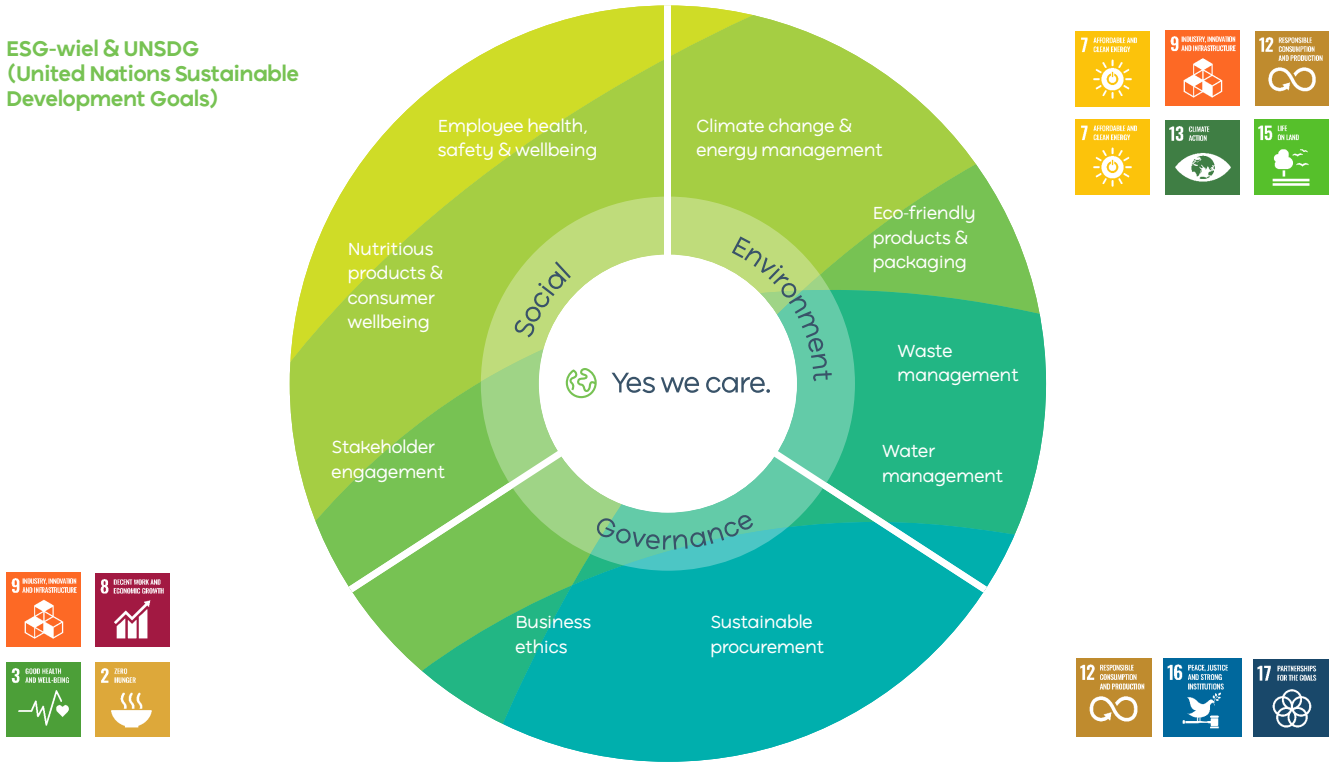 ESG-wiel & UNSDG
(United Nations Sustainable
Development Goals)
Employee health,
safety & wellbeing
Climate change &
energy management
Nutritious
products &
consumer
wellbeing
Eco-friendly
products &
packaging
Social
Environment
Waste
management
Yes we care.
Stakeholder
engagement
Water
management
Governance
Business
ethics
Sustainable
procurement
7 AFFORDABLE AND
CLEAN ENERGY
9 INDUSTRY, INNOVATION
AND INFRASTRUCTURE
12 RESPONSIBLE
CONSUMPTION
AND PRODUCTION
7 AFFORDABLE AND
CLEAN ENERGY
13 CLIMATE
ACTION
15 LIFE
ON LAND
9 INDUSTRY, INNOVATION
AND INFRASTRUCTURE
8 DECENT WORK AND
ECONOMIC GROWTH
3 GOOD HEALTH
AND WELL-BEING
2 ZERO
HUNGER
12 RESPONSIBLE
CONSUMPTION
AND PRODUCTION
16 PEACE, JUSTICE
AND STRONG
INSTITUTIONS
17 PARTNERSHIPS
FOR THE GOALS